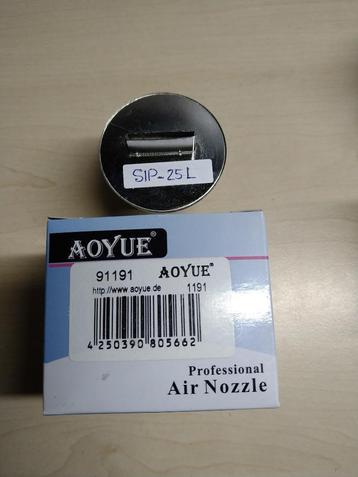 SIP-25L
AOYUE®
91191 AOYUE®
http://www.aoyue.de 1191
4 250390 805662
Professional
Air Nozzle